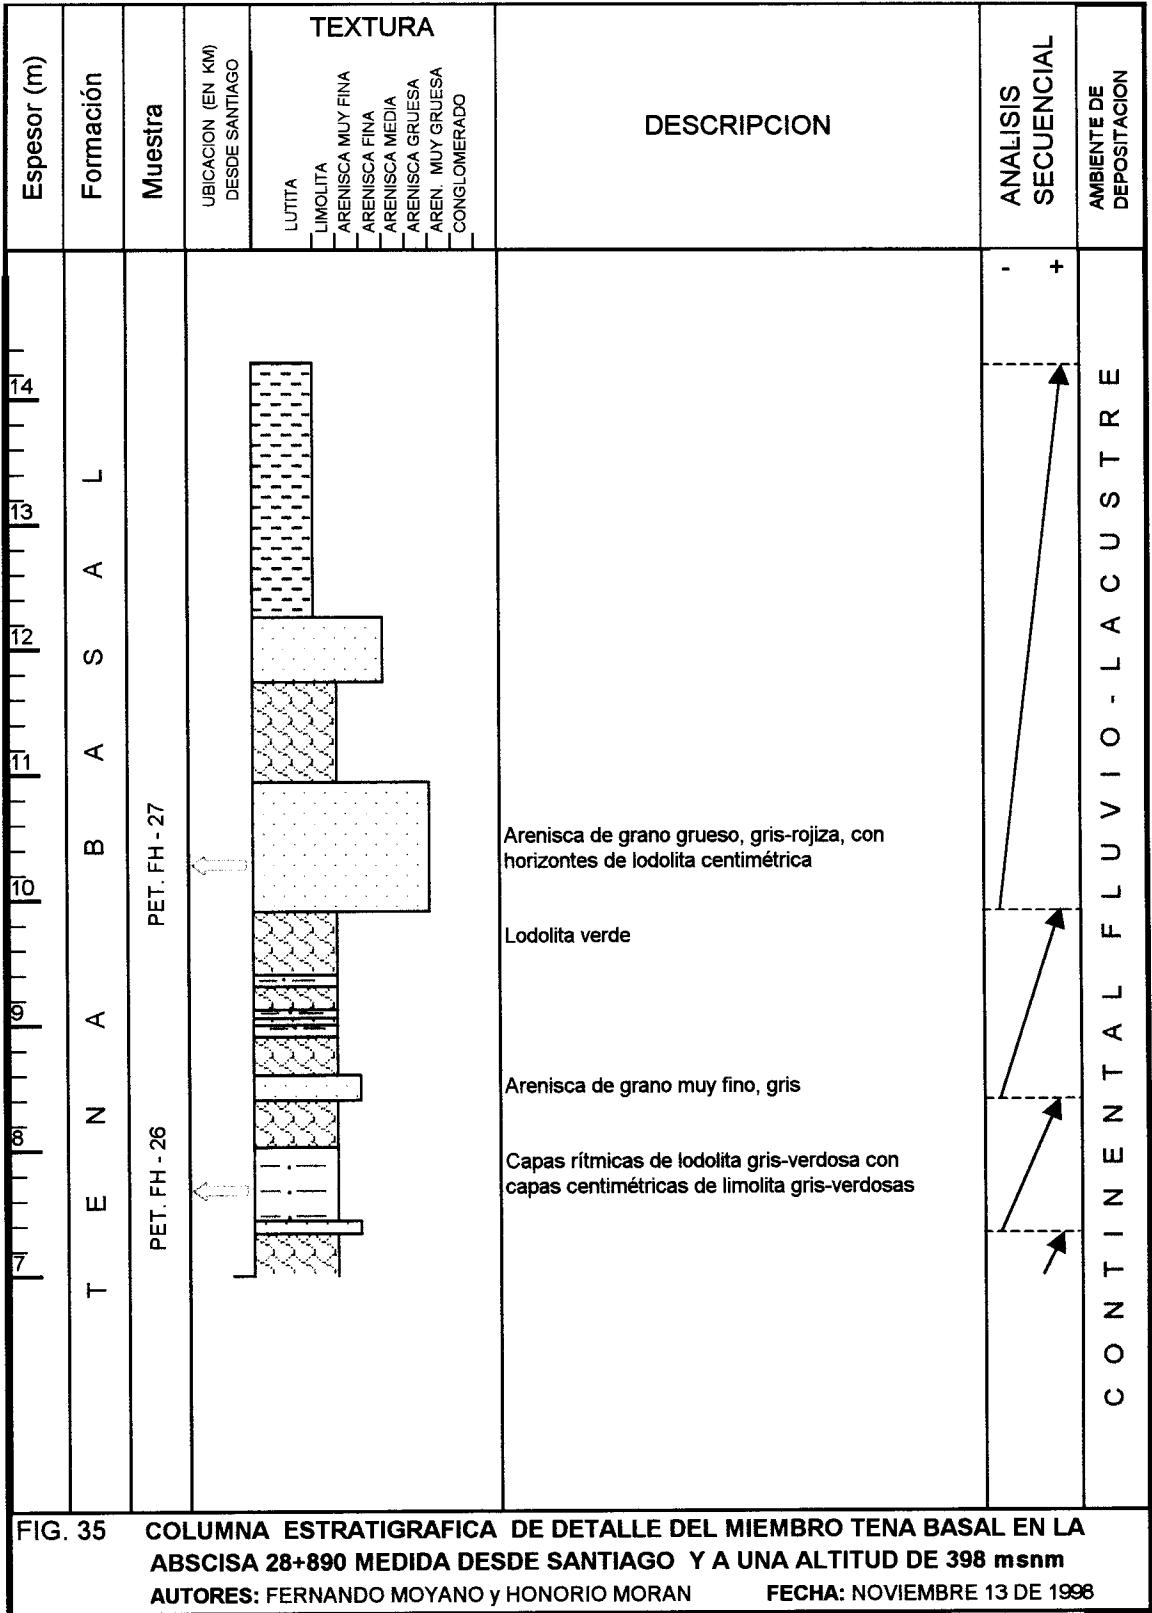 Espesor (m)
Formación
Muestra
UBICACION (EN KM)
DESDE SANTIAGO
TEXTURA
LUTITA
LIMOLITA
ARENISCA MUY FINA
ARENISCA FINA
ARENISCA MEDIA
ARENISCA GRUESA
AREN. MUY GRUESA
CONGLOMERADO
DESCRIPCION
ANALISIS
SECUENCIAL
AMBIENTE DE
DEPOSITACION
- +
14
13
12
11
10
9
8
7
TENA BASAL
PET. FH - 27
PET. FH - 26
Arenisca de grano grueso, gris-rojiza, con
horizontes de lodolita centimétrica
Lodolita verde
Arenisca de grano muy fino, gris
Capas rítmicas de lodolita gris-verdosa con
capas centimétricas de limolita gris-verdosas
CONTINENTAL FLUVIO-LACUSTRE
FIG. 35 COLUMNA ESTRATIGRAFICA DE DETALLE DEL MIEMBRO TENA BASAL EN LA
ABSCISA 28+890 MEDIDA DESDE SANTIAGO Y A UNA ALTITUD DE 398 msnm
AUTORES: FERNANDO MOYANO y HONORIO MORAN FECHA: NOVIEMBRE 13 DE 1998